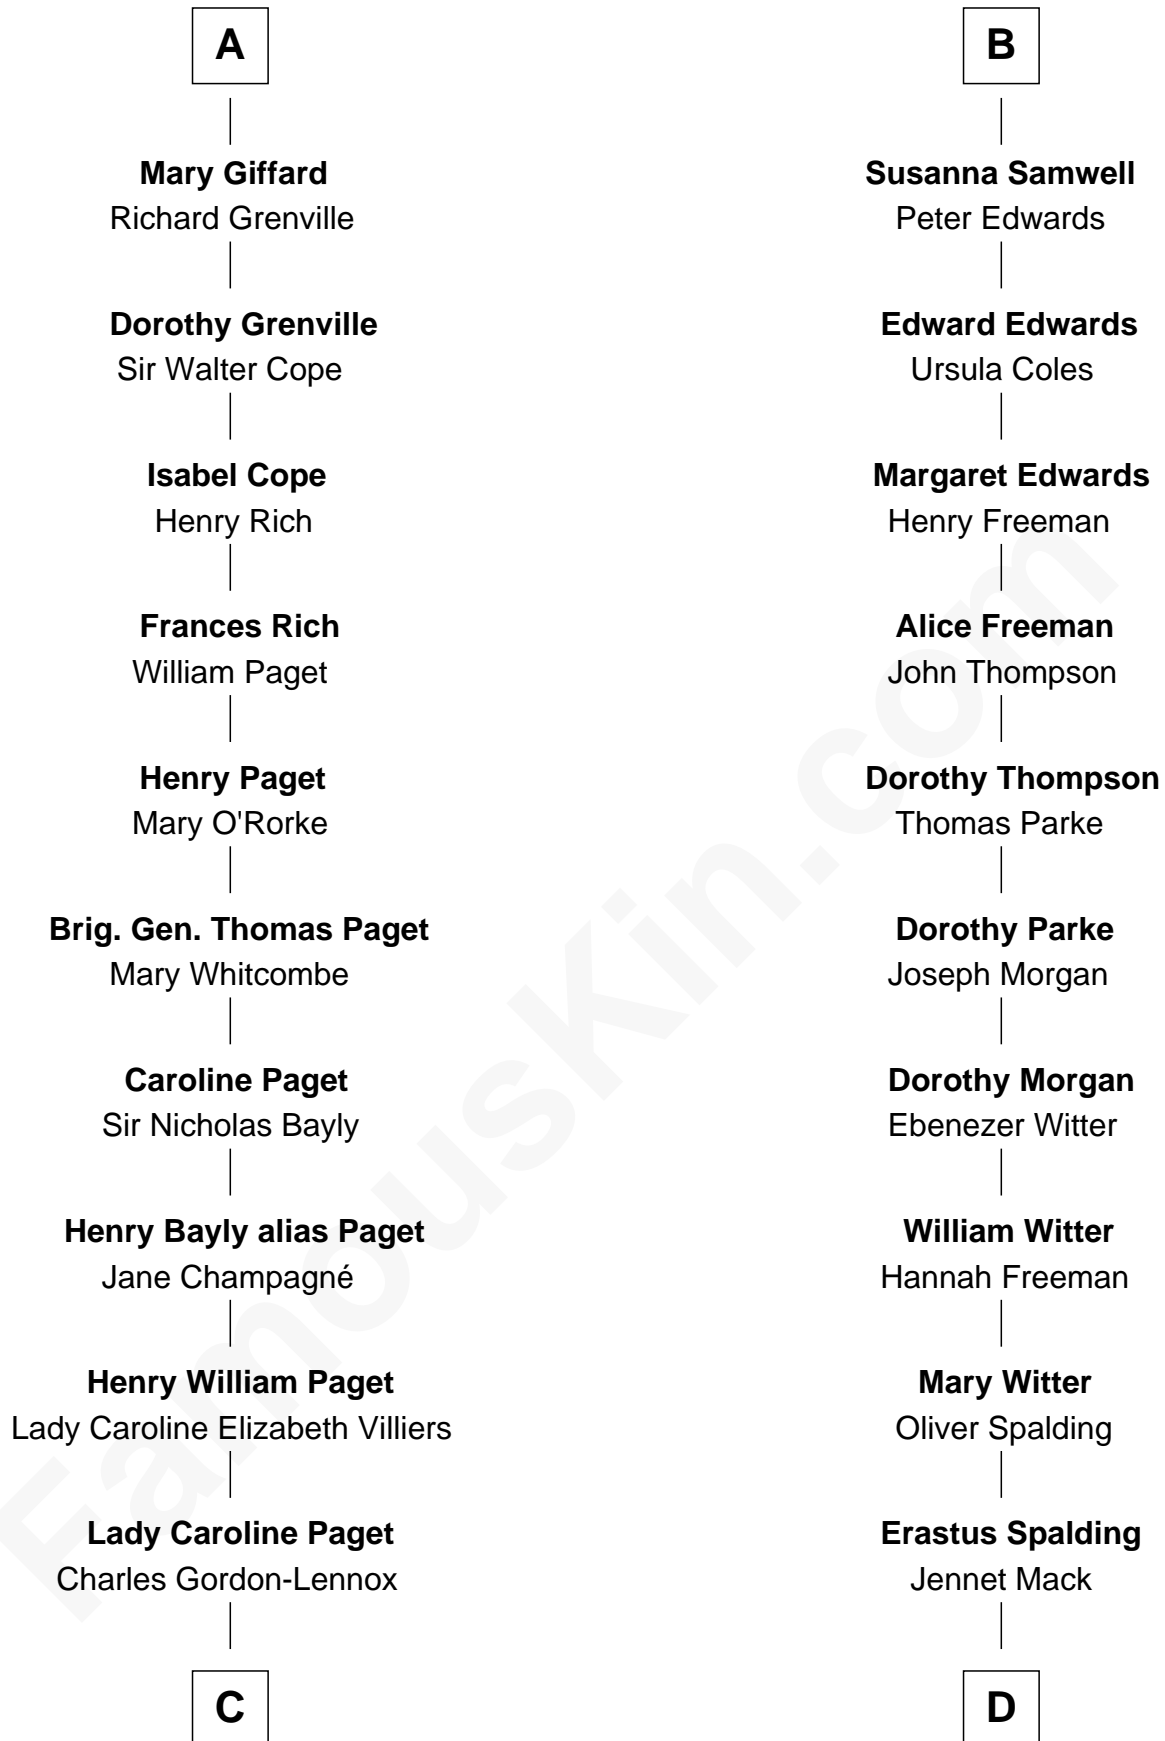 A
Mary Giffard
Richard Grenville
Dorothy Grenville
Sir Walter Cope
Isabel Cope
Henry Rich
Frances Rich
William Paget
Henry Paget
Mary O'Rorke
Brig. Gen. Thomas Paget
Mary Whitcombe
Caroline Paget
Sir Nicholas Bayly
Henry Bayly alias Paget
Jane Champagné
Henry William Paget
Lady Caroline Elizabeth Villiers
Lady Caroline Paget
Charles Gordon-Lennox
C
B
Susanna Samwell
Peter Edwards
Edward Edwards
Ursula Coles
Margaret Edwards
Henry Freeman
Alice Freeman
John Thompson
Dorothy Thompson
Thomas Parke
Dorothy Parke
Joseph Morgan
Dorothy Morgan
Ebenezer Witter
William Witter
Hannah Freeman
Mary Witter
Oliver Spalding
Erastus Spalding
Jennet Mack
D
FamousKin.com